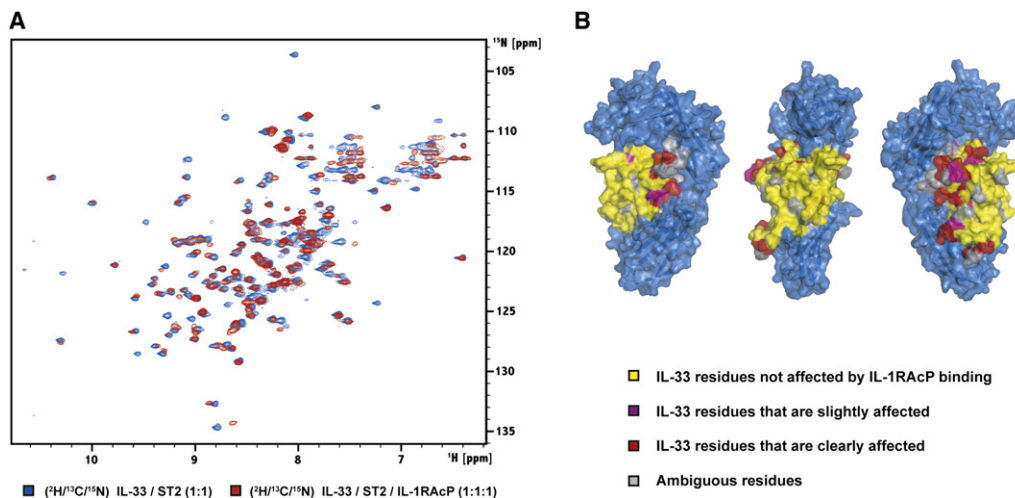 A
B
¹⁵N [ppm]
105
110
115
120
125
130
135
10
9
8
7
¹H [ppm]
(²H/¹³C/¹⁵N) IL-33 / ST2 (1:1)
(²H/¹³C/¹⁵N) IL-33 / ST2 / IL-1RAcP (1:1:1)
IL-33 residues not affected by IL-1RAcP binding
IL-33 residues that are slightly affected
IL-33 residues that are clearly affected
Ambiguous residues